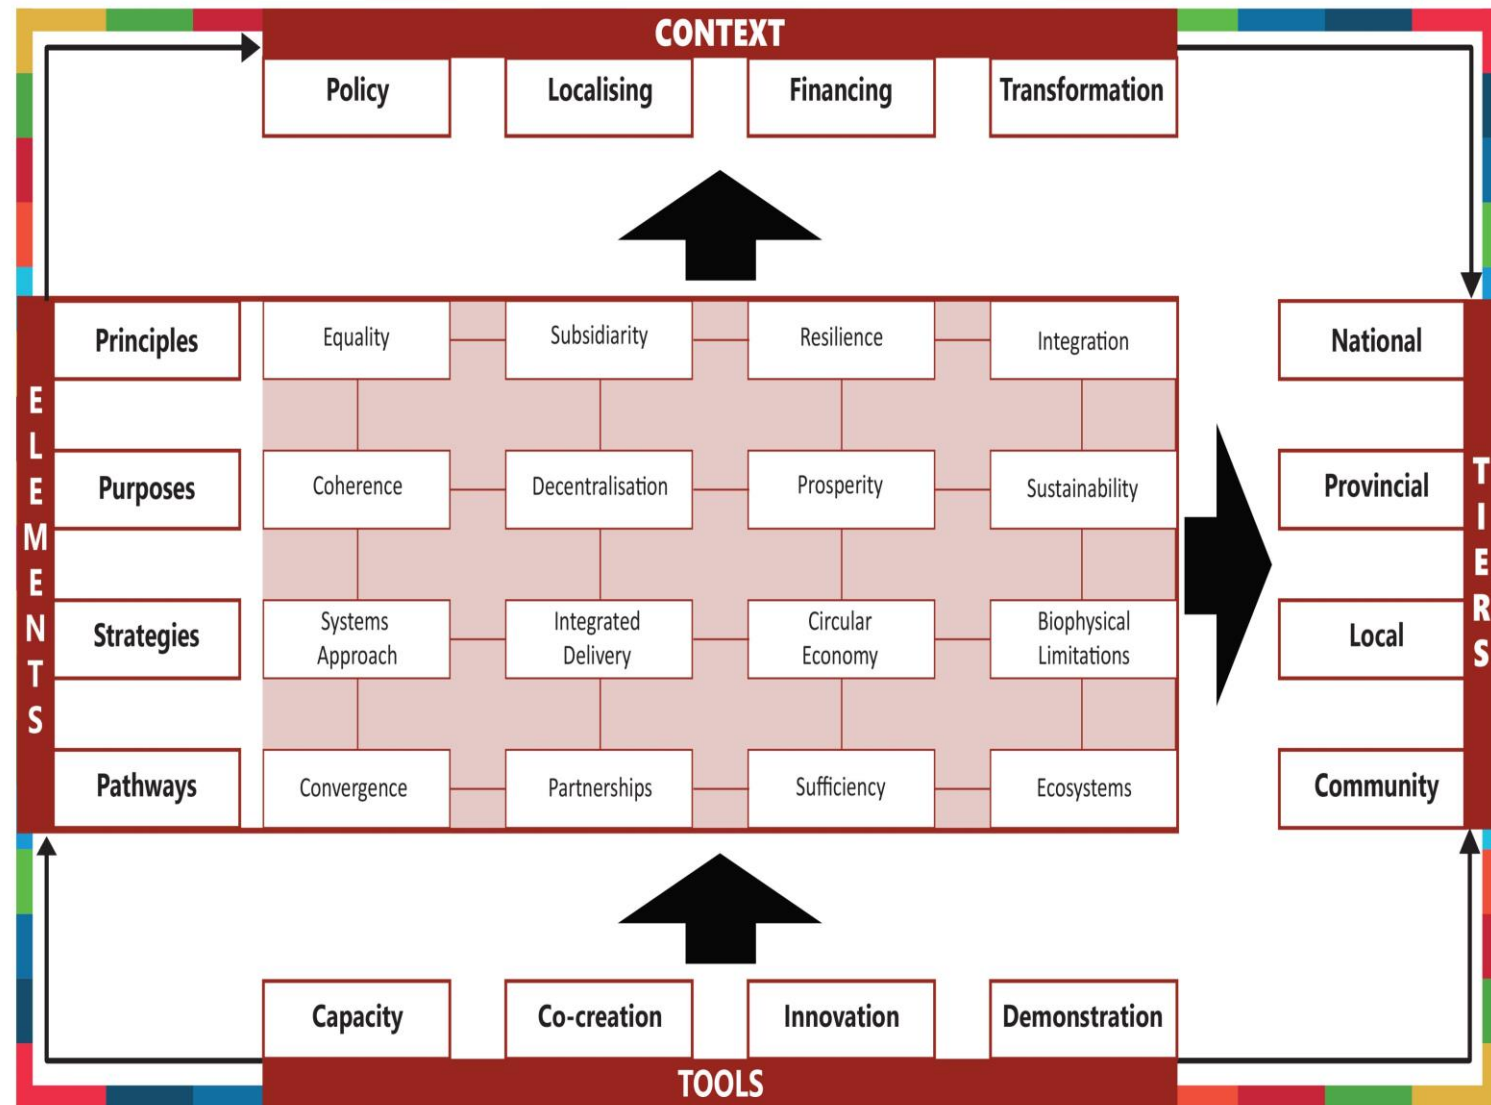 CONTEXT
Policy
Localising
Financing
Transformation
ELEMENTS
Principles
Equality
Subsidiarity
Resilience
Integration
National
Purposes
Coherence
Decentralisation
Prosperity
Sustainability
Provincial
Strategies
Systems
Approach
Integrated
Delivery
Circular
Economy
Biophysical
Limitations
Local
Pathways
Convergence
Partnerships
Sufficiency
Ecosystems
Community
TIERS
Capacity
Co-creation
Innovation
Demonstration
TOOLS